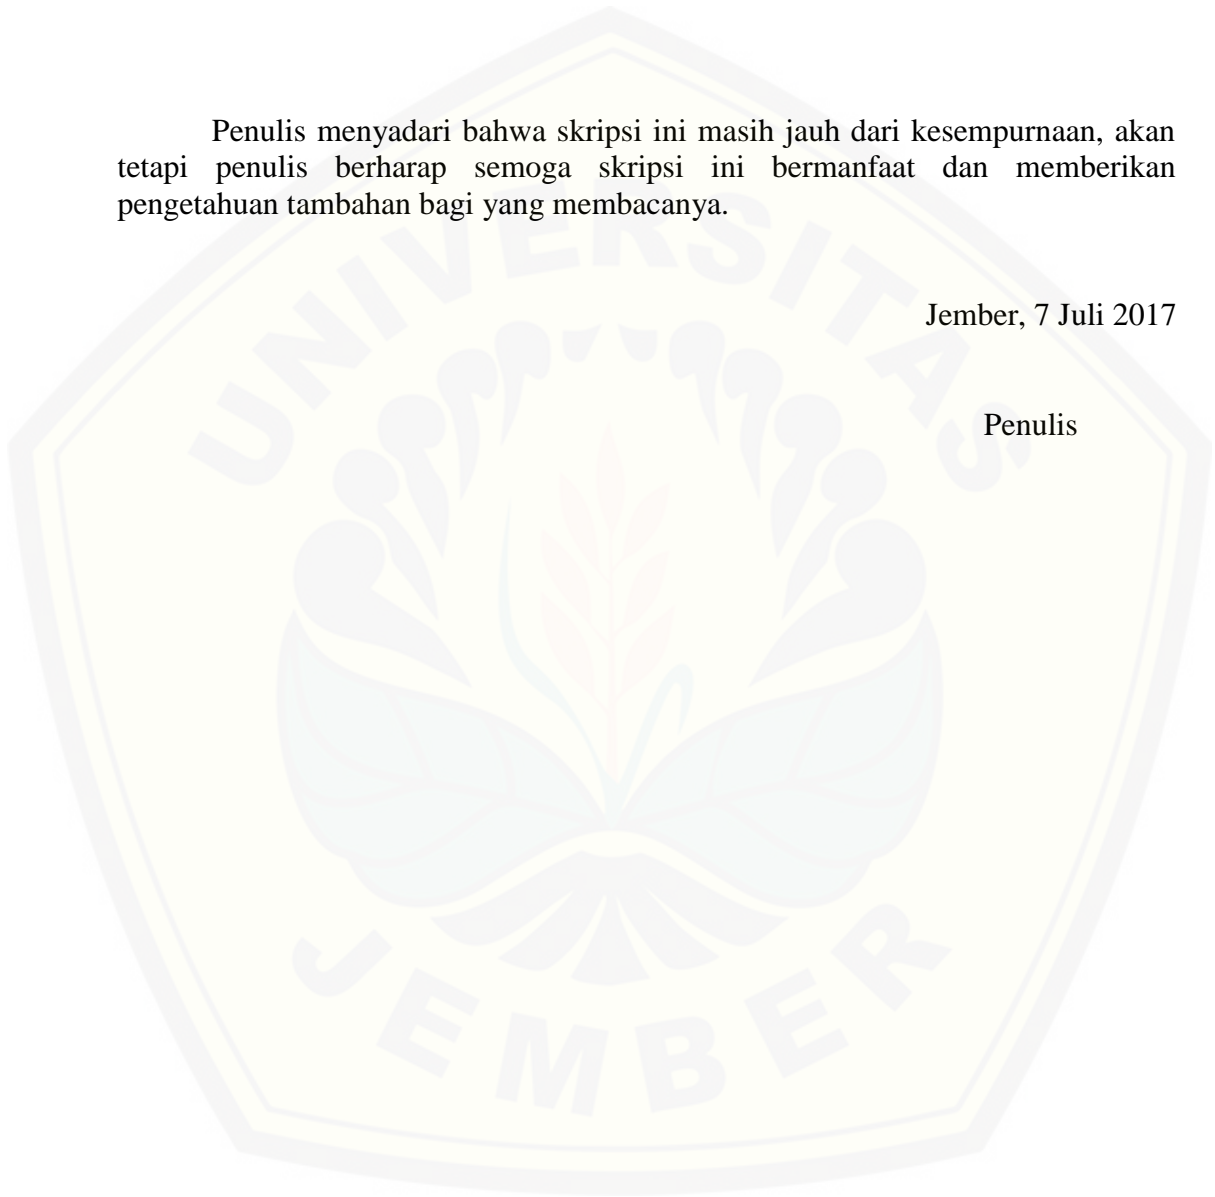 Penulis menyadari bahwa skripsi ini masih jauh dari kesempurnaan, akan
tetapi penulis berharap semoga skripsi ini bermanfaat dan memberikan
pengetahuan tambahan bagi yang membacanya.
UNIVERSITAS
Jember, 7 Juli 2017
Penulis
JEMBER